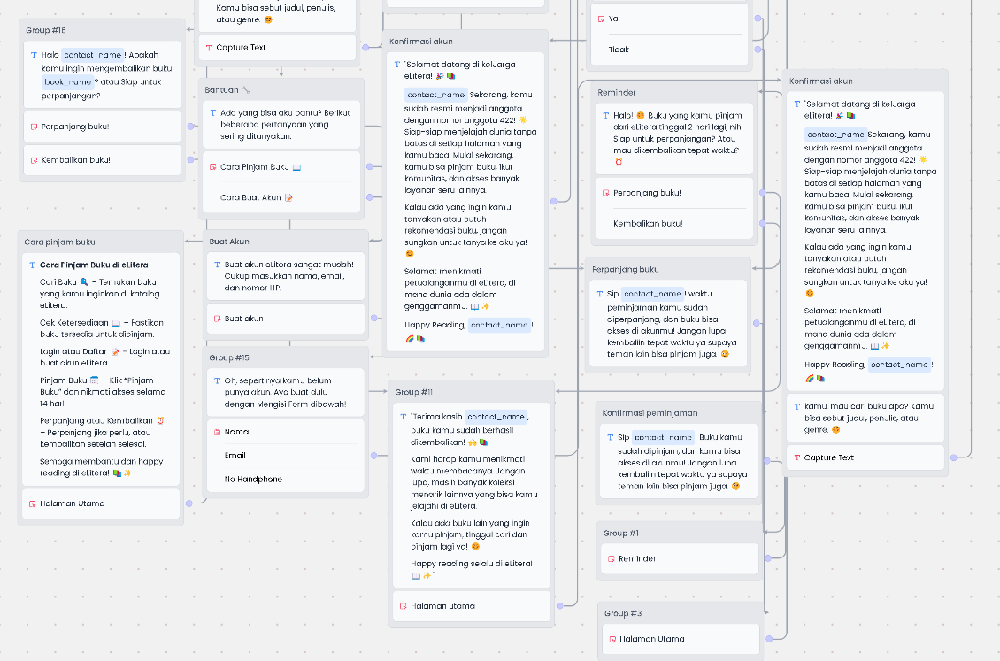 Kamu bisa sebut judul, penulis,
atau genre. 😊
Capture Text
Group #16
Halo contact_name ! Apakah
kamu ingin mengembalikan buku
book_name ? atau Siap untuk
perpanjangan?
Perpanjang buku!
Kembalikan buku!
Bantuan 🔧
Ada yang bisa aku bantu? Berikut
beberapa pertanyaan yang
sering ditanyakan:
Cara Pinjam Buku 📖
Cara Buat Akun 📝
Cara pinjam buku
Cara Pinjam Buku di eLitera
Cari Buku 🔍 – Temukan buku
yang kamu inginkan di katalog
eLitera.
Cek Ketersediaan 📖 – Pastikan
buku tersedia untuk dipinjam.
Login atau Daftar 📝 – Login atau
buat akun eLitera.
Pinjam Buku 🗓️ – Klik “Pinjam
Buku” dan nikmati akses selama
14 hari.
Perpanjang atau Kembalikan ⏰
– Perpanjang jika perlu, atau
kembalikan setelah selesai.
Semoga membantu dan happy
reading di eLitera! 📚✨
Halaman Utama
Buat Akun
Buat akun eLitera sangat mudah!
Cukup masukkan nama, email,
dan nomor HP.
Buat akun
Group #15
Oh, sepertinya kamu belum
punya akun. Ayo buat dulu
dengan Mengisi Form dibawah!
Nama
Email
No Handphone
Konfirmasi akun
`Selamat datang di keluarga
eLitera! 🎉 📚
contact_name Sekarang, kamu
sudah resmi menjadi anggota
dengan nomor anggota 422! 🌟
Siap-siap menjelajah dunia tanpa
batas di setiap halaman yang
kamu baca. Mulai sekarang,
kamu bisa pinjam buku, ikut
komunitas, dan akses banyak
layanan seru lainnya.
Kalau ada yang ingin kamu
tanyakan atau butuh
rekomendasi buku, jangan
sungkan untuk tanya ke aku ya!
😊
Selamat menikmati
petualanganmu di eLitera, di
mana dunia ada dalam
genggamanmu. 📖✨
Happy Reading, contact_name !
🌈 📚
Group #11
`Terima kasih contact_name ,
buku kamu sudah berhasil
dikembalikan! 🙌 📚
Kami harap kamu menikmati
waktu membacanya. Jangan
lupa, masih banyak koleksi
menarik lainnya yang bisa kamu
jelajahi di eLitera.
Kalau ada buku lain yang ingin
kamu pinjam, tinggal cari dan
pinjam lagi ya! 😊
Happy reading selalu di eLitera!
📖✨`
Halaman utama
Ya
Tidak
Reminder
Halo! 😊 Buku yang kamu pinjam
dari eLitera tinggal 2 hari lagi, nih.
Siap untuk perpanjangan? Atau
mau dikembalikan tepat waktu?
⏰
Perpanjang buku!
Kembalikan buku!
Perpanjang buku
Sip contact_name ! waktu
peminjaman kamu sudah
diperpanjang, dan buku bisa
akses di akunmu! Jangan lupa
kembaliin tepat waktu ya supaya
teman lain bisa pinjam juga. 😉
Konfirmasi peminjaman
Sip contact_name ! Buku kamu
sudah dipinjam, dan kamu bisa
akses di akunmu! Jangan lupa
kembaliin tepat waktu ya supaya
teman lain bisa pinjam juga. 😉
Group #1
Reminder
Group #3
Halaman Utama
Konfirmasi akun
`Selamat datang di keluarga
eLitera! 🎉 📚
contact_name Sekarang, kamu
sudah resmi menjadi anggota
dengan nomor anggota 422! 🌟
Siap-siap menjelajah dunia tanpa
batas di setiap halaman yang
kamu baca. Mulai sekarang,
kamu bisa pinjam buku, ikut
komunitas, dan akses banyak
layanan seru lainnya.
Kalau ada yang ingin kamu
tanyakan atau butuh
rekomendasi buku, jangan
sungkan untuk tanya ke aku ya!
😊
Selamat menikmati
petualanganmu di eLitera, di
mana dunia ada dalam
genggamanmu. 📖✨
Happy Reading, contact_name !
🌈 📚
kamu, mau cari buku apa? Kamu
bisa sebut judul, penulis, atau
genre. 😊
Capture Text